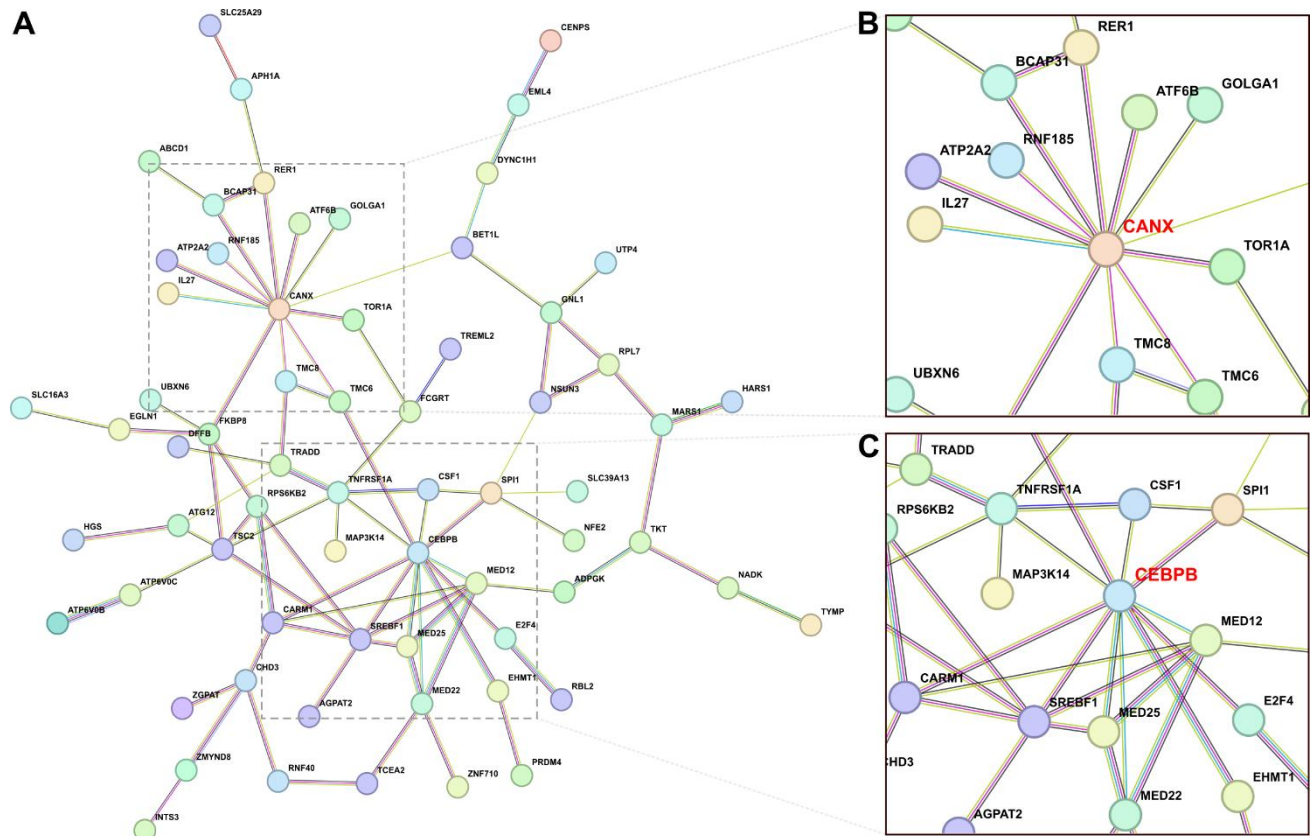 A
SLC25A29
CENPS
APH1A
EML4
ABCD1
DYNC1H1
RER1
BCAP31
ATF6B
GOLGA1
ATP2A2
RNF185
BET1L
UTP4
IL27
CANX
GNL1
TOR1A
TREML2
RPL7
TMC8
UBXN6
TMC6
FCGRT
NSUN3
HARS1
SLC16A3
EGLN1
FKBP8
MARS1
DFFB
TRADD
TNFRSF1A
CSF1
SPI1
SLC39A13
RPS6KB2
HGS
ATG12
NFE2
TSC2
MAP3K14
CEBPB
TKT
MED12
ADPGK
NADK
ATP6V0C
ATP6V0B
CARM1
SREBF1
MED25
E2F4
TYMP
CHD3
EHMT1
RBL2
ZGPAT
AGPAT2
MED22
ZMYND8
RNF40
TCEA2
ZNF710
PRDM4
INTS3
B
RER1
BCAP31
ATF6B
GOLGA1
RNF185
ATP2A2
IL27
CANX
TOR1A
TMC8
UBXN6
TMC6
C
TRADD
TNFRSF1A
CSF1
SPI1
RPS6KB2
MAP3K14
CEBPB
MED12
CARM1
SREBF1
MED25
E2F4
CHD3
EHMT1
AGPAT2
MED22